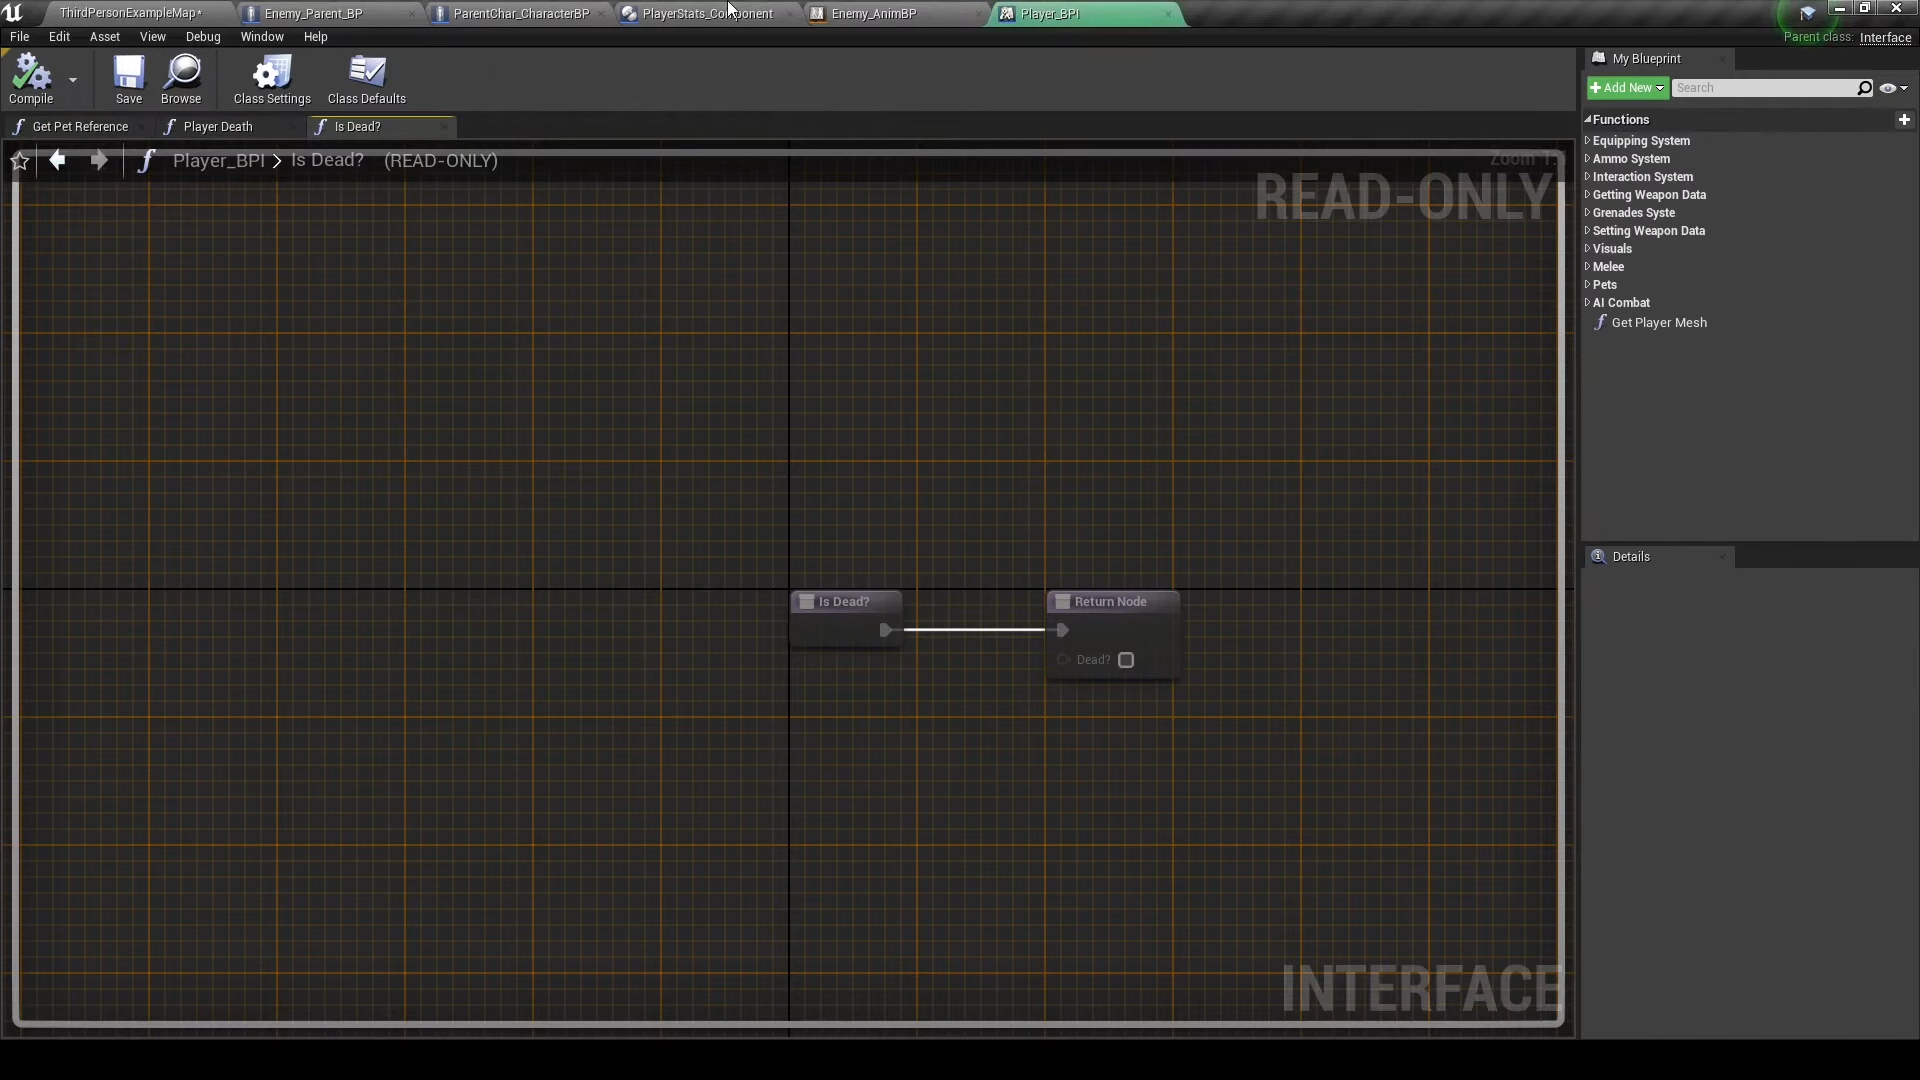 ThirdPersonExampleMap*
Enemy_Parent_BP
ParentChar_CharacterBP
PlayerStats_Component
Enemy_AnimBP
Player_BPI
File
Edit
Asset
View
Debug
Window
Help
Parent class: Interface
Compile
Save
Browse
Class Settings
Class Defaults
My Blueprint
+ Add New
Search
Get Pet Reference
Player Death
Is Dead?
Player_BPI > Is Dead? (READ-ONLY)
READ-ONLY
Functions
Equipping System
Ammo System
Interaction System
Getting Weapon Data
Grenades Syste
Setting Weapon Data
Visuals
Melee
Pets
AI Combat
Get Player Mesh
Details
Is Dead?
Return Node
Dead?
INTERFACE